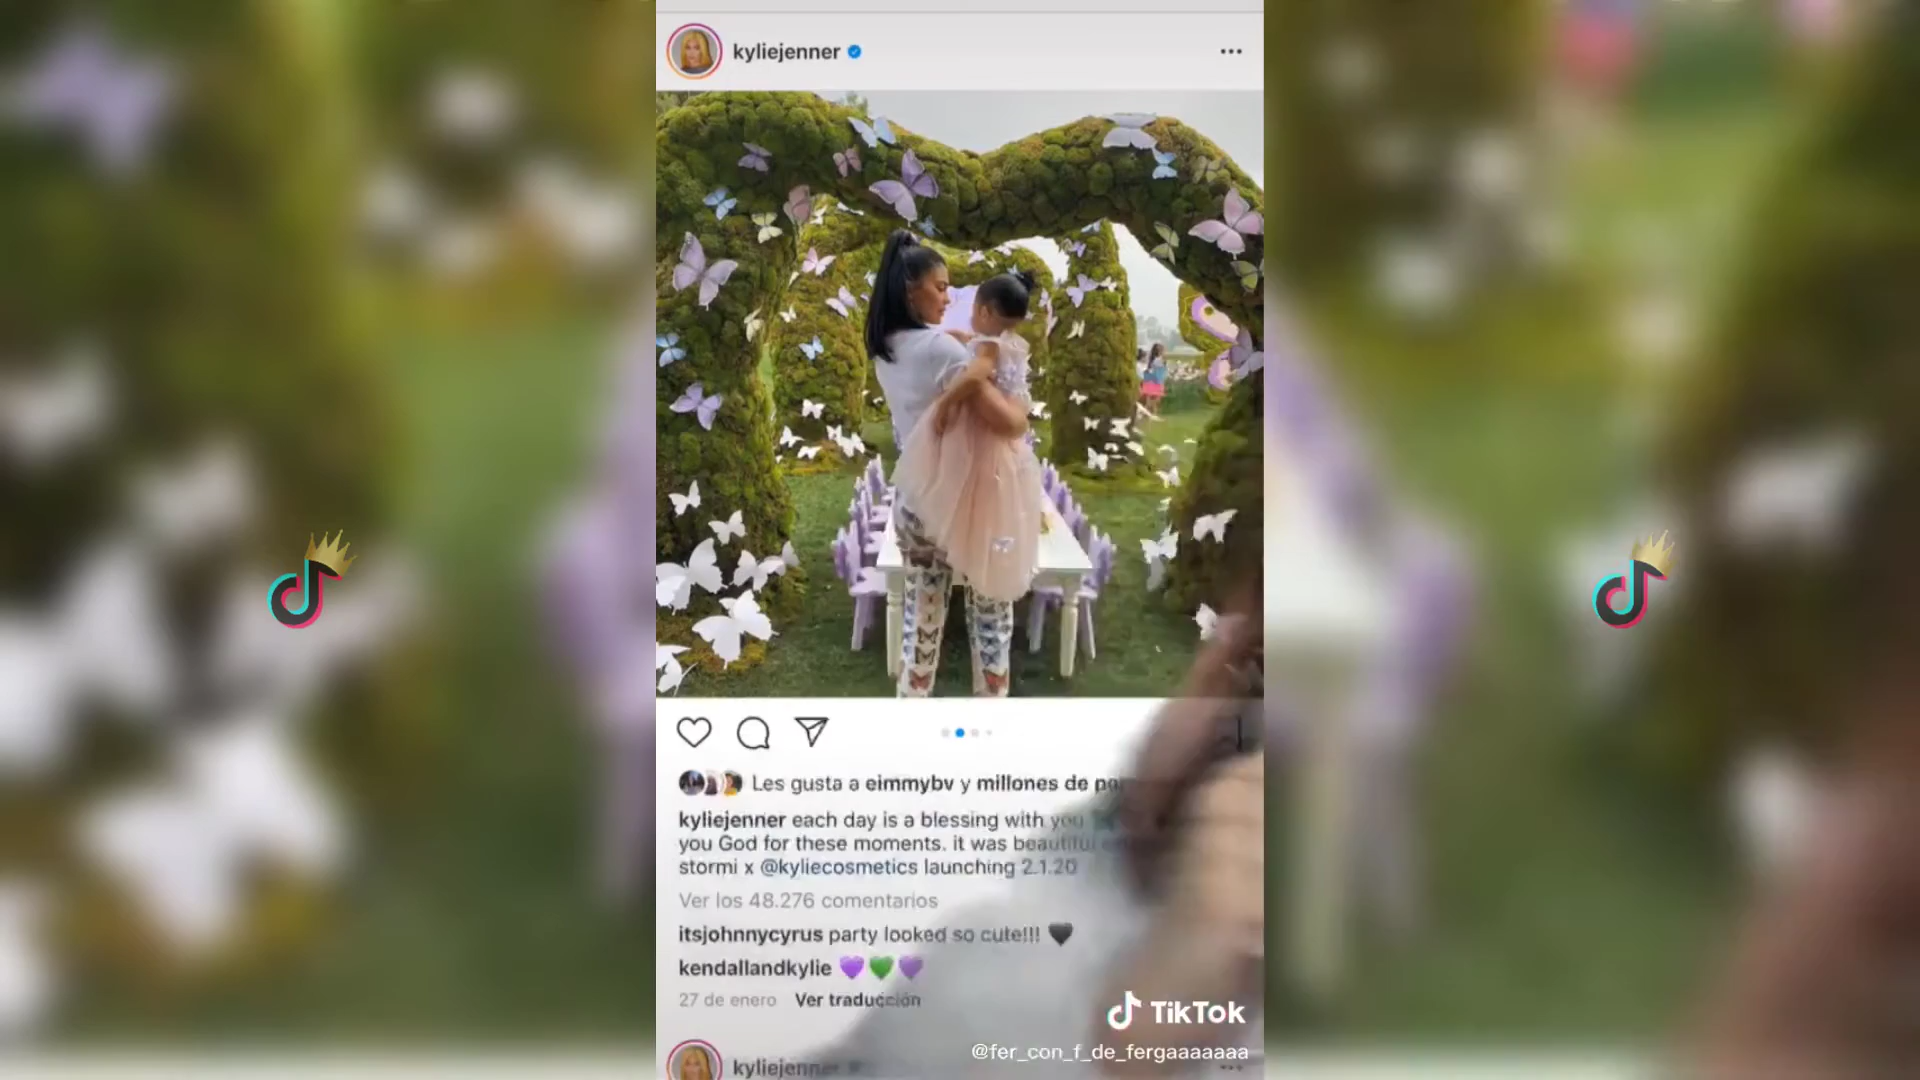 kyliejenner
Les gusta a eimmybv y millones de
kyliejenner each day is a blessing with you
you God for these moments. it was beautiful
stormi x @kyliecosmetics launching 2.1.20
Ver los 48.276 comentarios
itsjohnnycyrus party looked so cute!!! 🖤
kendallandkylie 💜💚💜
27 de enero Ver traducción
TikTok
@fer_con_f_de_fergaaaaaaa
kyliejenner